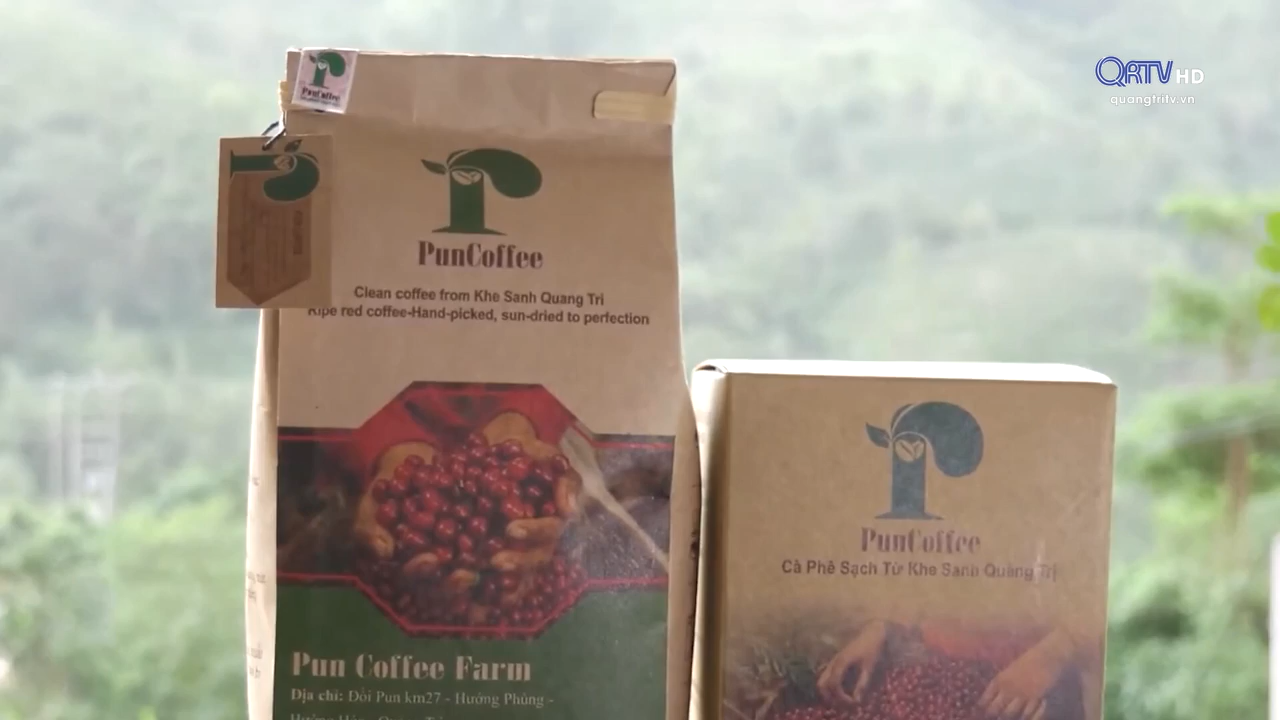 QRTV HD
quangtritv.vn
PunCoffee
PunCoffee
Clean coffee from Khe Sanh Quang Tri
Ripe red coffee-Hand-picked, sun-dried to perfection
Pun Coffee Farm
Địa chỉ: Đồi Pun km27 - Hướng Phùng -
PunCoffee
Cà Phê Sạch Từ Khe Sanh Quảng Trị